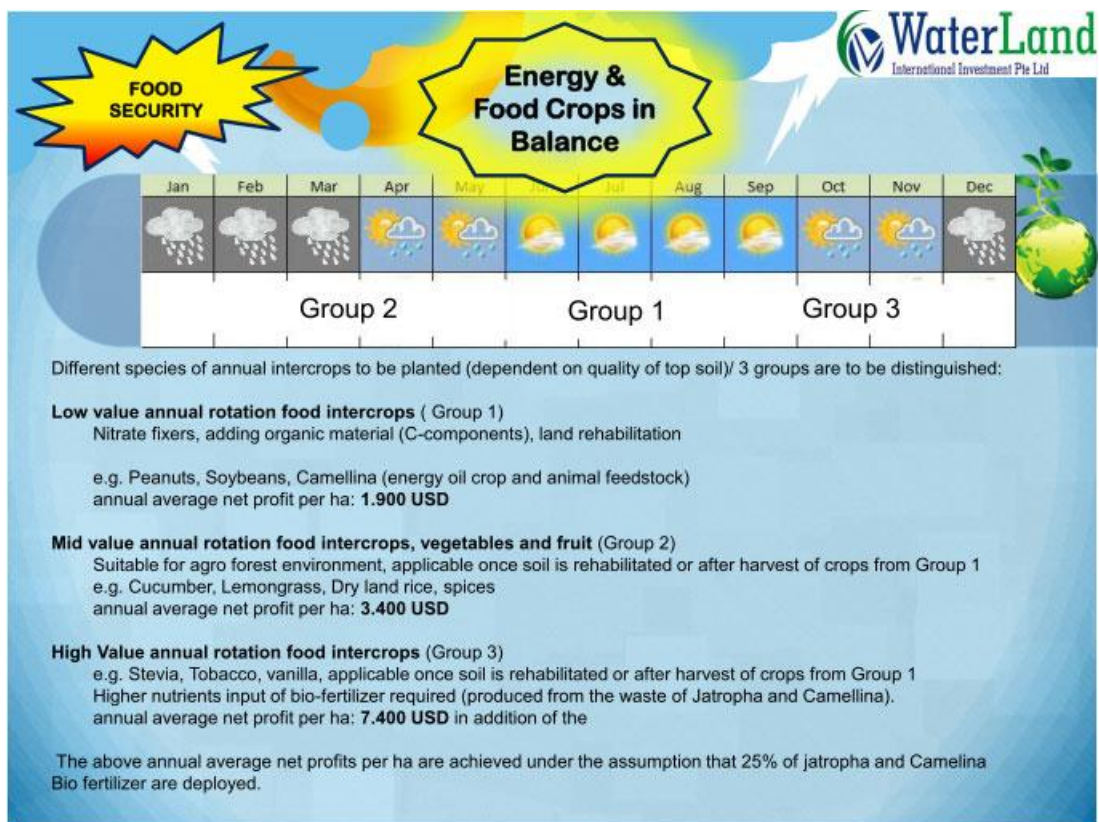 FOOD
SECURITY
Energy &
Food Crops in
Balance
WaterLand
International Investment Pte Ltd
Jan Feb Mar Apr May Jun Jul Aug Sep Oct Nov Dec
Group 2 Group 1 Group 3
Different species of annual intercrops to be planted (dependent on quality of top soil)/ 3 groups are to be distinguished:
Low value annual rotation food intercrops ( Group 1)
Nitrate fixers, adding organic material (C-components), land rehabilitation
e.g. Peanuts, Soybeans, Camellina (energy oil crop and animal feedstock)
annual average net profit per ha: 1.900 USD
Mid value annual rotation food intercrops, vegetables and fruit (Group 2)
Suitable for agro forest environment, applicable once soil is rehabilitated or after harvest of crops from Group 1
e.g. Cucumber, Lemongrass, Dry land rice, spices
annual average net profit per ha: 3.400 USD
High Value annual rotation food intercrops (Group 3)
e.g. Stevia, Tobacco, vanilla, applicable once soil is rehabilitated or after harvest of crops from Group 1
Higher nutrients input of bio-fertilizer required (produced from the waste of Jatropha and Camellina).
annual average net profit per ha: 7.400 USD in addition of the
The above annual average net profits per ha are achieved under the assumption that 25% of jatropha and Camelina
Bio fertilizer are deployed.